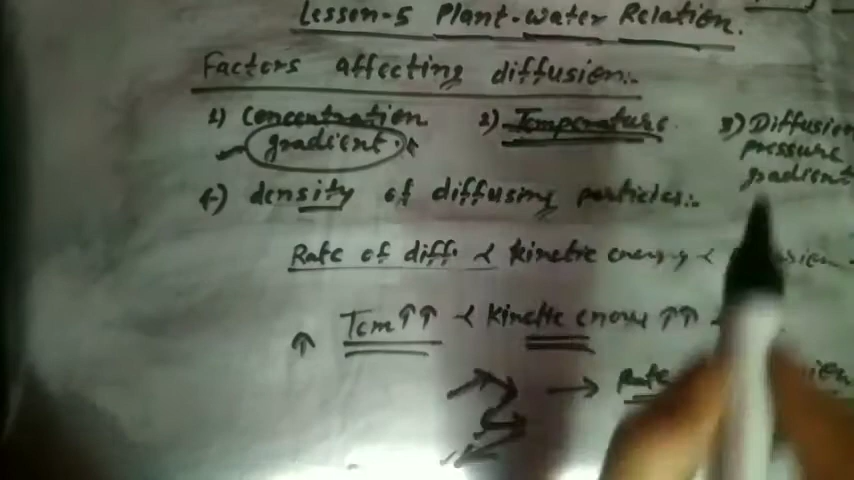 Lesson-5 Plant-water Relation.
Factors affecting diffusion:-
1) concentration gradient.
2) Temperature.
3) Diffusion pressure gradient
4) density of diffusing particles:-
Rate of diff. ∝ kinetic energy ∝
↑ Tem ↑↑ ∝ kinetic energy ↑↑
→ Rate